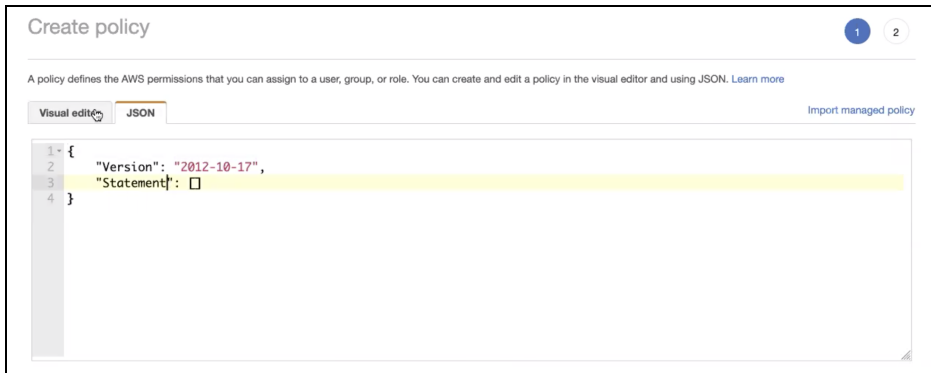 Create policy
1 2
A policy defines the AWS permissions that you can assign to a user, group, or role. You can create and edit a policy in the visual editor and using JSON. Learn more
Visual editor JSON Import managed policy
1 {
2 "Version": "2012-10-17",
3 "Statement": []
4 }